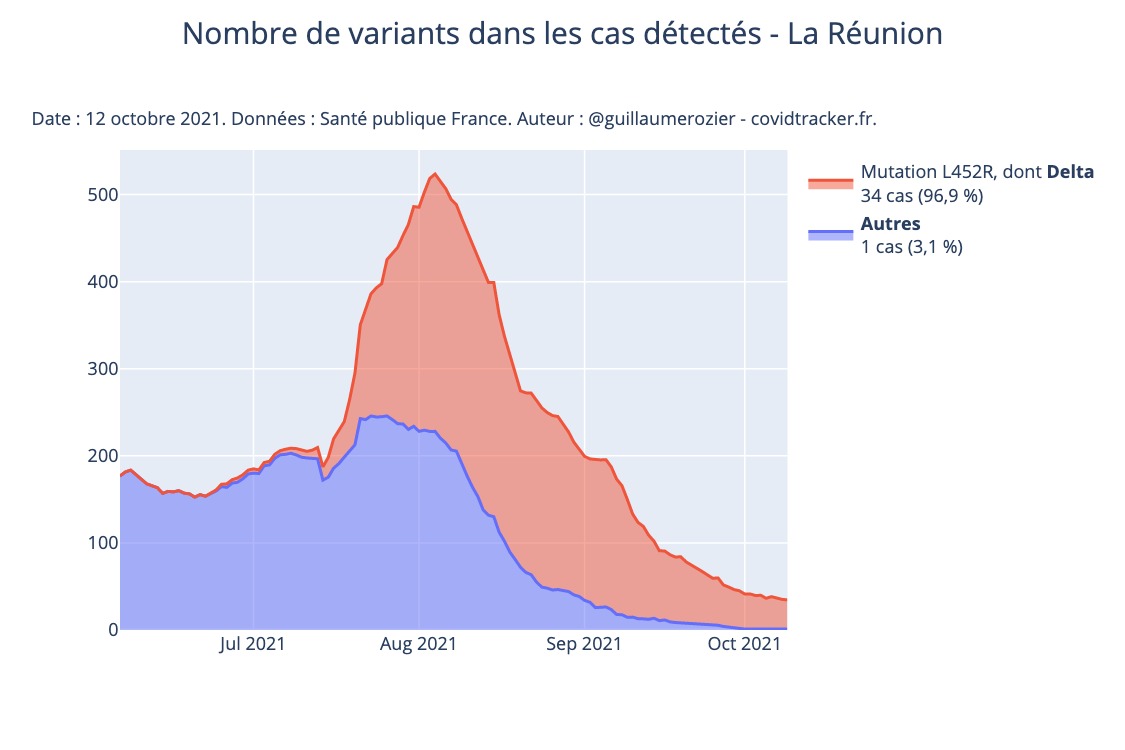 Nombre de variants dans les cas détectés - La Réunion
Date : 12 octobre 2021. Données : Santé publique France. Auteur : @guillaumerozier - covidtracker.fr.
Mutation L452R, dont Delta
34 cas (96,9 %)
Autres
1 cas (3,1 %)
500
400
300
200
100
0
Jul 2021
Aug 2021
Sep 2021
Oct 2021